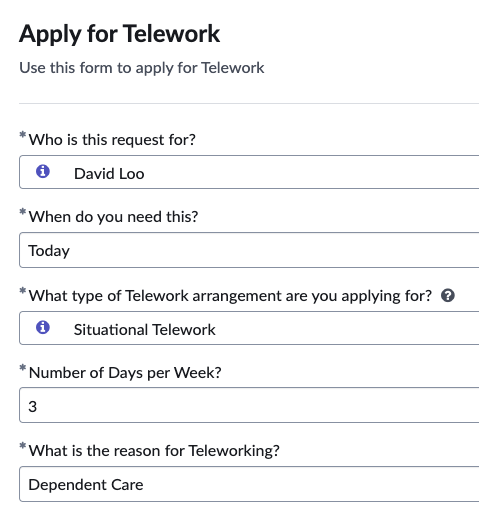 Apply for Telework
Use this form to apply for Telework
* Who is this request for?
David Loo
* When do you need this?
Today
* What type of Telework arrangement are you applying for?
Situational Telework
* Number of Days per Week?
3
* What is the reason for Teleworking?
Dependent Care